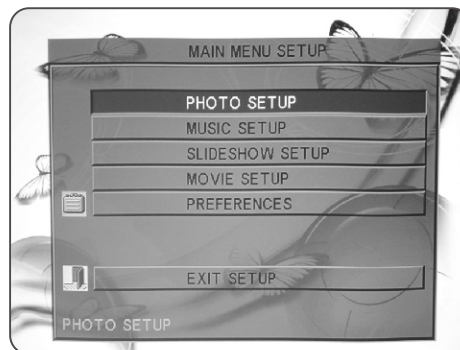 MAIN MENU SETUP
PHOTO SETUP
MUSIC SETUP
SLIDESHOW SETUP
MOVIE SETUP
PREFERENCES
EXIT SETUP
PHOTO SETUP